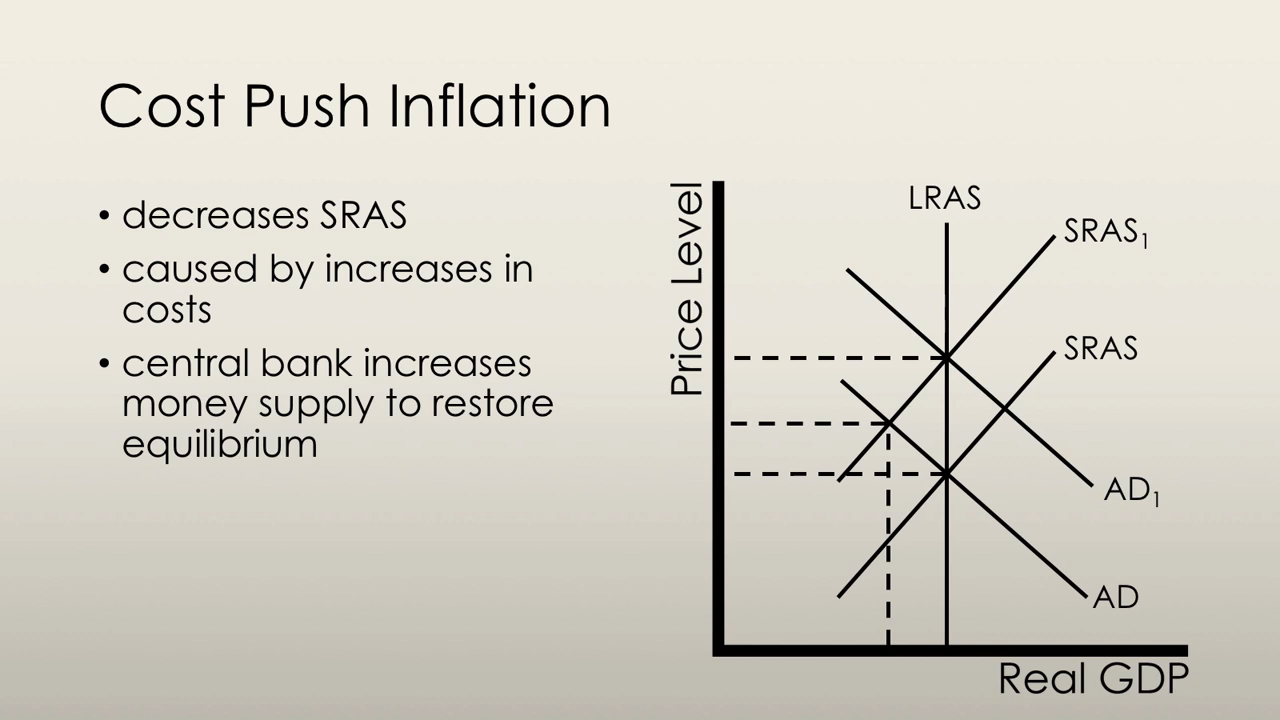 Cost Push Inflation
• decreases SRAS
• caused by increases in
costs
• central bank increases
money supply to restore
equilibrium
Price Level
LRAS
SRAS₁
SRAS
AD₁
AD
Real GDP